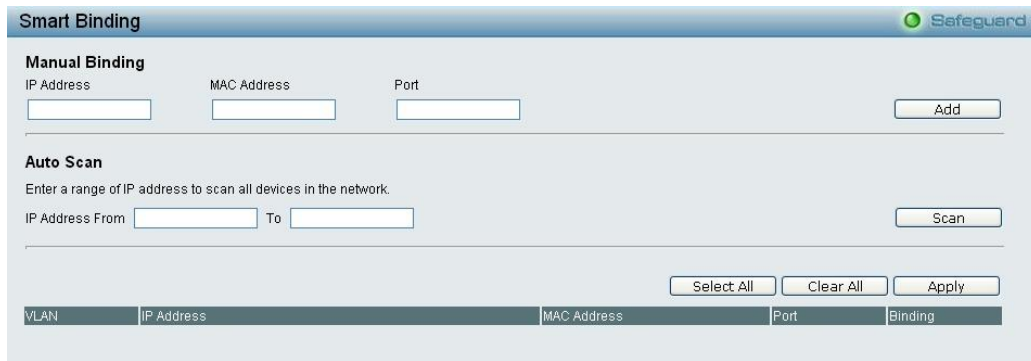 Smart Binding Safeguard
Manual Binding
IP Address MAC Address Port
Add
Auto Scan
Enter a range of IP address to scan all devices in the network.
IP Address From To Scan
Select All Clear All Apply
VLAN IP Address MAC Address Port Binding